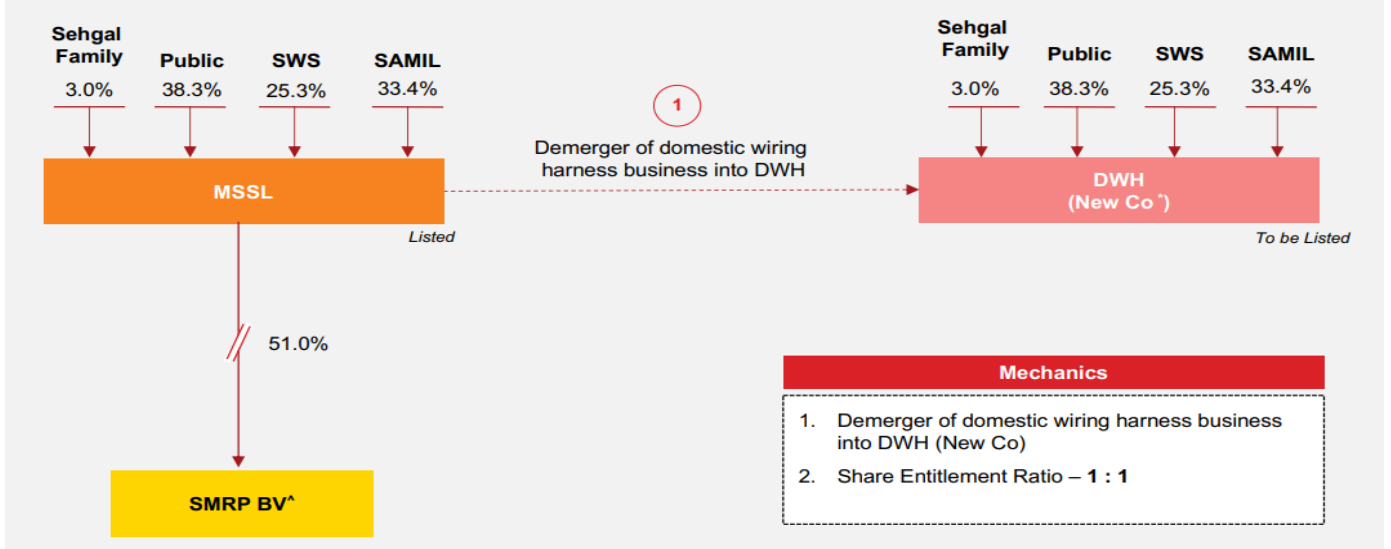 Sehgal
Family
Public
SWS
SAMIL
3.0%
38.3%
25.3%
33.4%
MSSL
Listed
1
Demerger of domestic wiring
harness business into DWH
Sehgal
Family
Public
SWS
SAMIL
3.0%
38.3%
25.3%
33.4%
DWH
(New Co*)
To be Listed
51.0%
SMRP BV^
Mechanics
1. Demerger of domestic wiring harness business
into DWH (New Co)
2. Share Entitlement Ratio – 1 : 1